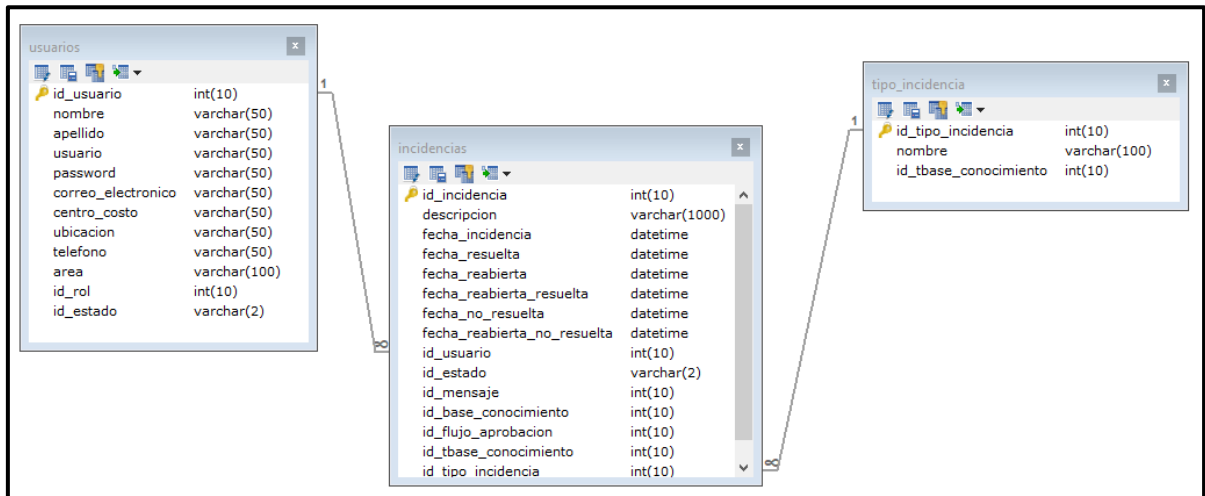 usuarios
id_usuario int(10)
nombre varchar(50)
apellido varchar(50)
usuario varchar(50)
password varchar(50)
correo_electronico varchar(50)
centro_costo varchar(50)
ubicacion varchar(50)
telefono varchar(50)
area varchar(100)
id_rol int(10)
id_estado varchar(2)
1
∞
incidencias
id_incidencia int(10)
descripcion varchar(1000)
fecha_incidencia datetime
fecha_resuelta datetime
fecha_reabierta datetime
fecha_reabierta_resuelta datetime
fecha_no_resuelta datetime
fecha_reabierta_no_resuelta datetime
id_usuario int(10)
id_estado varchar(2)
id_mensaje int(10)
id_base_conocimiento int(10)
id_flujo_aprobacion int(10)
id_tbase_conocimiento int(10)
id_tipo_incidencia int(10)
∞
1
tipo_incidencia
id_tipo_incidencia int(10)
nombre varchar(100)
id_tbase_conocimiento int(10)